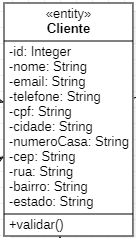 «entity»
Cliente
-id: Integer
-nome: String
-email: String
-telefone: String
-cpf: String
-cidade: String
-numeroCasa: String
-cep: String
-rua: String
-bairro: String
-estado: String
+validar()